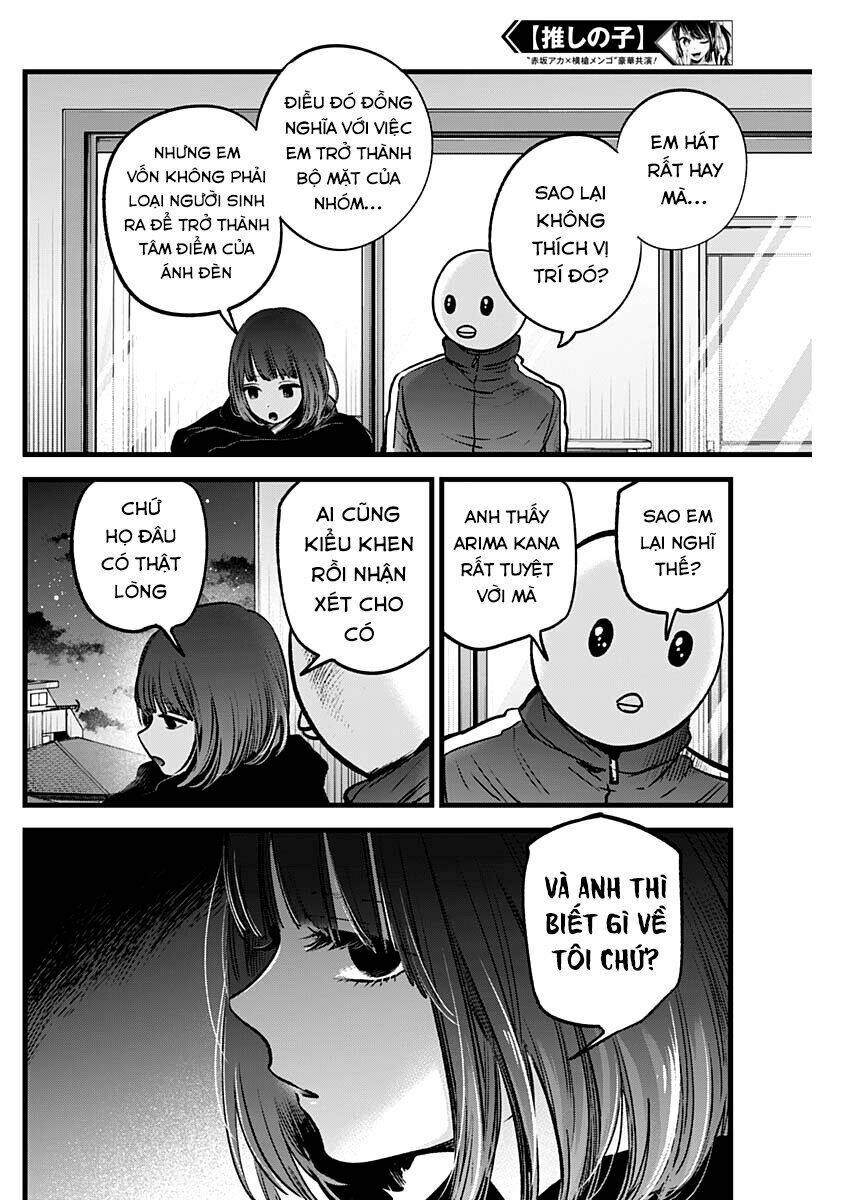 【推しの子】
"赤坂アカ×横槍メンゴ"豪華共演!
EM HÁT
RẤT HAY
MÀ...
SAO LẠI
KHÔNG
THÍCH VỊ
TRÍ ĐÓ?
ĐIỀU ĐÓ ĐỒNG
NGHĨA VỚI VIỆC
EM TRỞ THÀNH
BỘ MẶT CỦA
NHÓM...
NHƯNG EM
VỐN KHÔNG PHẢI
LOẠI NGƯỜI SINH
RA ĐỂ TRỞ THÀNH
TÂM ĐIỂM CỦA
ÁNH ĐÈN
SAO EM
LẠI NGHĨ
THẾ?
ANH THẤY
ARIMA KANA
RẤT TUYỆT
VỜI MÀ
AI CŨNG
KIỂU KHEN
RỒI NHẬN
XÉT CHO
CÓ
CHỨ
HỌ ĐÂU
CÓ THẬT
LÒNG
VÀ ANH THÌ
BIẾT GÌ VỀ
TÔI CHỨ?